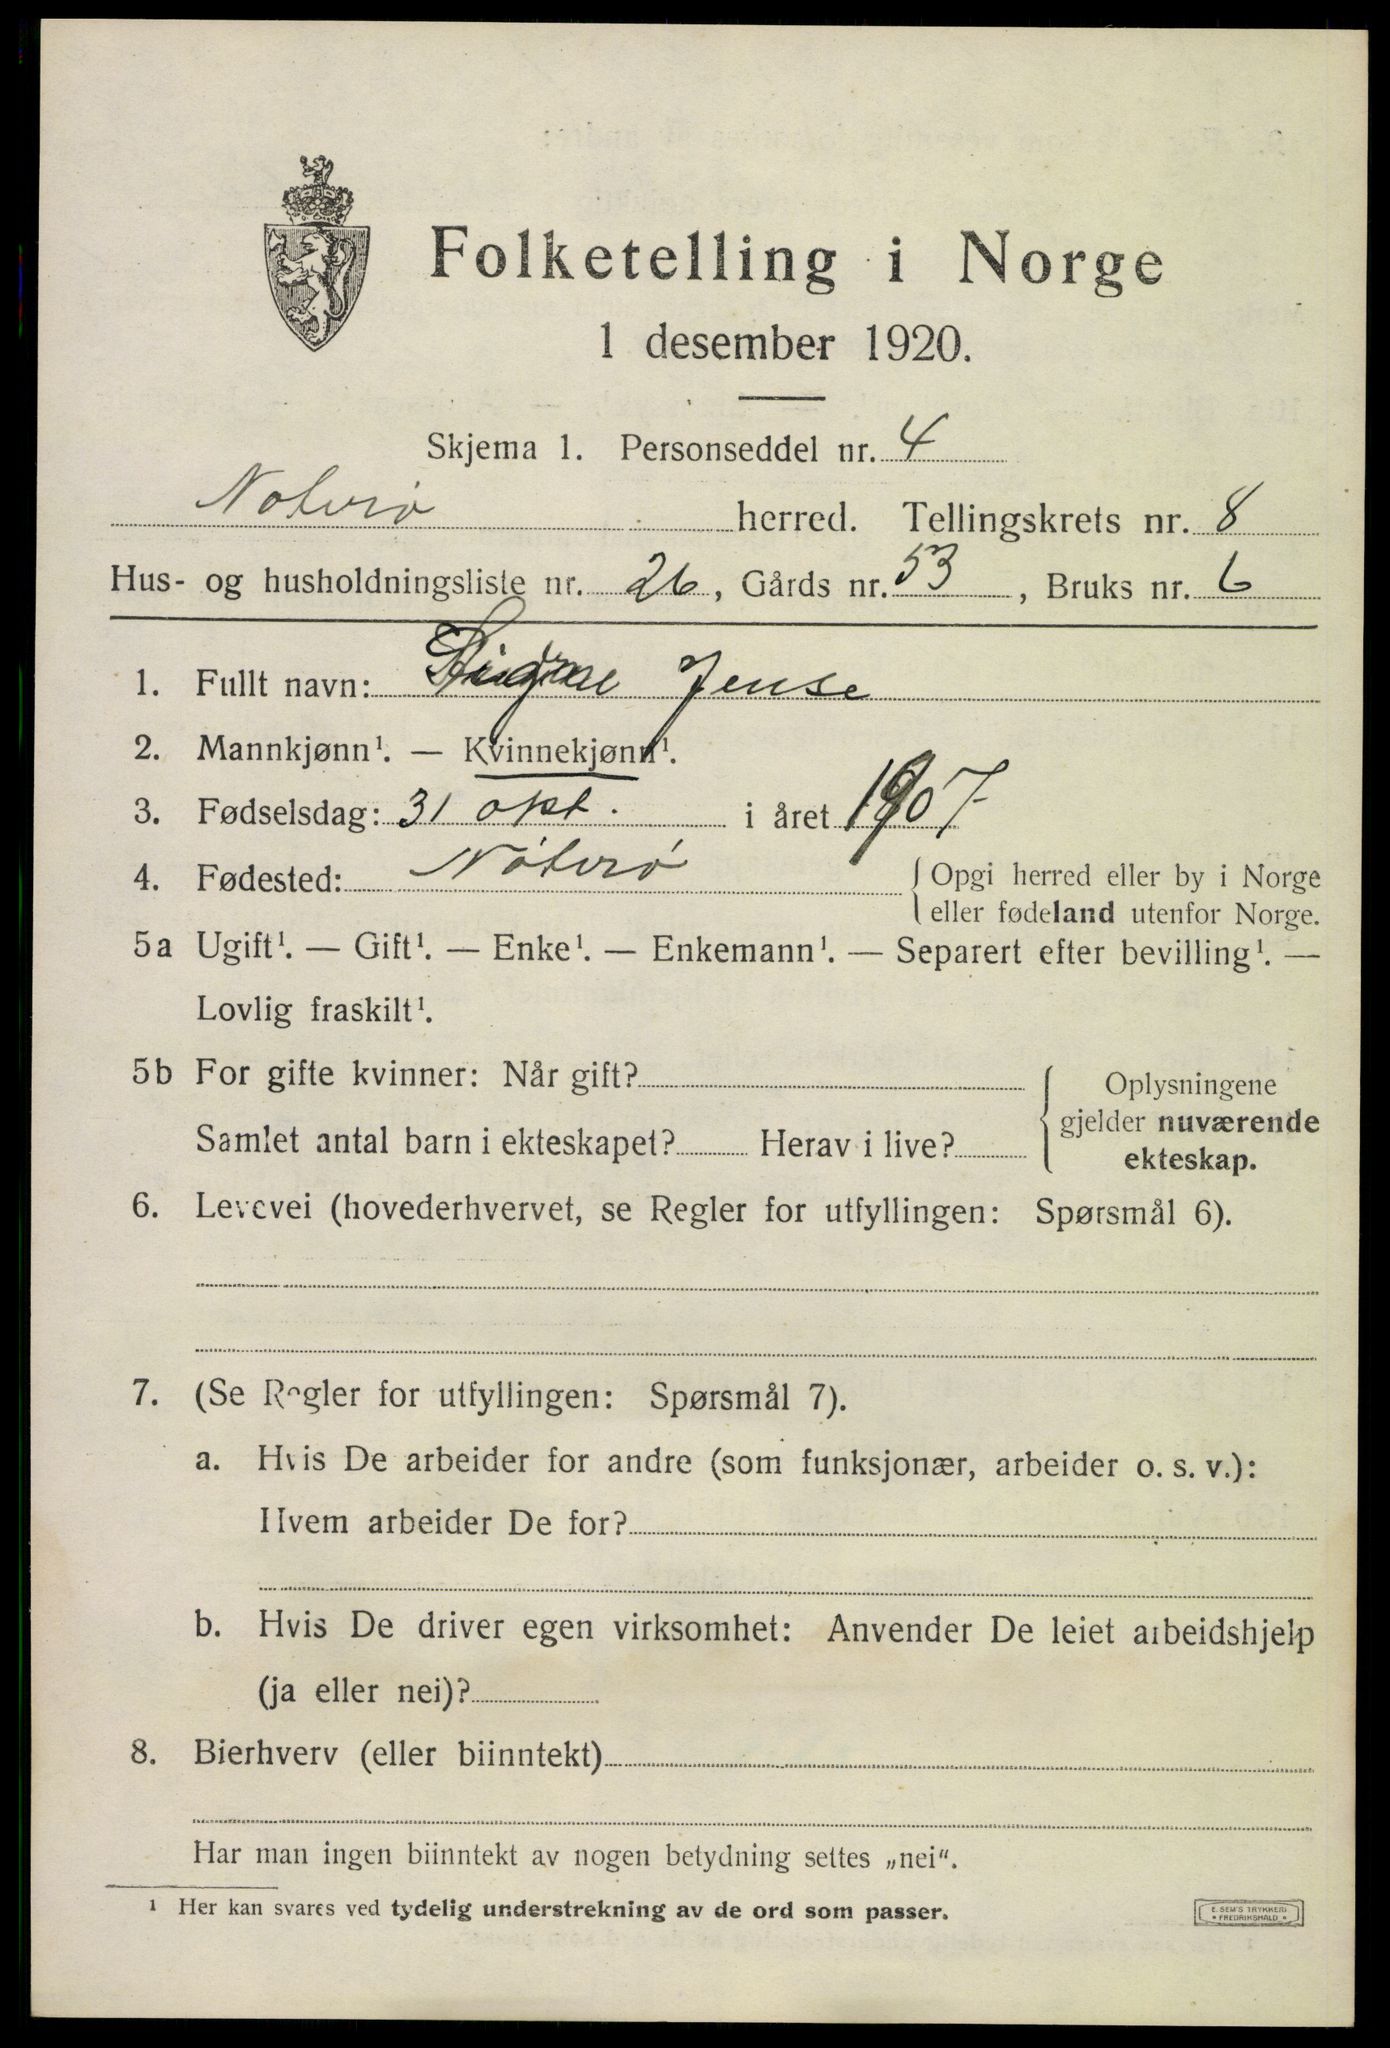 Folketelling i Norge
1 desember 1920.
Skjema 1. Personseddel nr. 4
Nøterø herred. Tellingskrets nr. 8
Hus- og husholdningsliste nr. 26, Gårds nr. 53, Bruks nr. 6
1. Fullt navn: Jense
2. Mannkjønn¹. — Kvinnekjønn¹.
3. Fødselsdag: 31 okt. i året 1907
4. Fødested: Nøterø { Opgi herred eller by i Norge
eller fødeland utenfor Norge.
5a Ugift¹. — Gift¹. — Enke¹. — Enkemann¹. — Separert efter bevilling¹. —
Lovlig fraskilt¹.
5b For gifte kvinner: Når gift?
Samlet antal barn i ekteskapet? Herav i live?
{ Oplysningene
gjelder nuværende
ekteskap.
6. Levevei (hovederhvervet, se Regler for utfyllingen: Spørsmål 6).
7. (Se Regler for utfyllingen: Spørsmål 7).
a. Hvis De arbeider for andre (som funksjonær, arbeider o. s. v.):
Hvem arbeider De for?
b. Hvis De driver egen virksomhet: Anvender De leiet arbeidshjelp
(ja eller nei)?
8. Bierhverv (eller biinntekt)
Har man ingen biinntekt av nogen betydning settes „nei“.
¹ Her kan svares ved tydelig understrekning av de ord som passer.
E. SEM'S TRYKKERI
• FREDRIKSHALD •